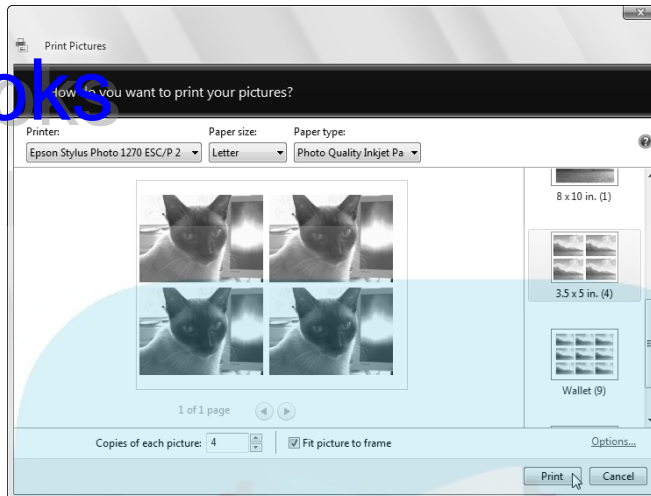 Print Pictures
oks
How do you want to print your pictures?
Printer: Paper size: Paper type:
Epson Stylus Photo 1270 ESC/P 2 Letter Photo Quality Inkjet Pa
8 x 10 in. (1)
3.5 x 5 in. (4)
Wallet (9)
1 of 1 page
Copies of each picture: 4 Fit picture to frame Options...
Print Cancel